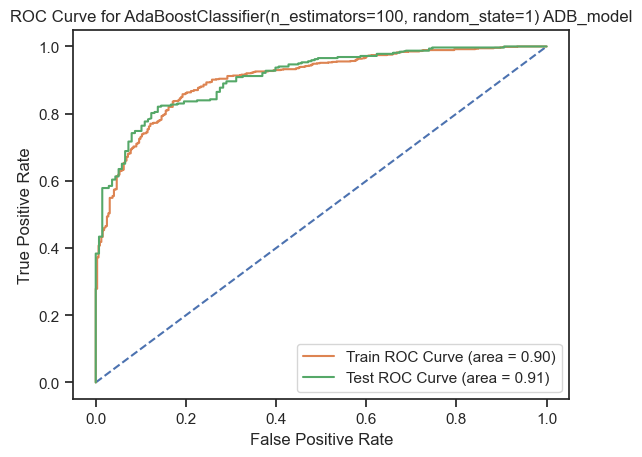 ROC Curve for AdaBoostClassifier(n_estimators=100, random_state=1) ADB_model
1.0
0.8
0.6
0.4
0.2
0.0
True Positive Rate
Train ROC Curve (area = 0.90)
Test ROC Curve (area = 0.91)
0.0 0.2 0.4 0.6 0.8 1.0
False Positive Rate